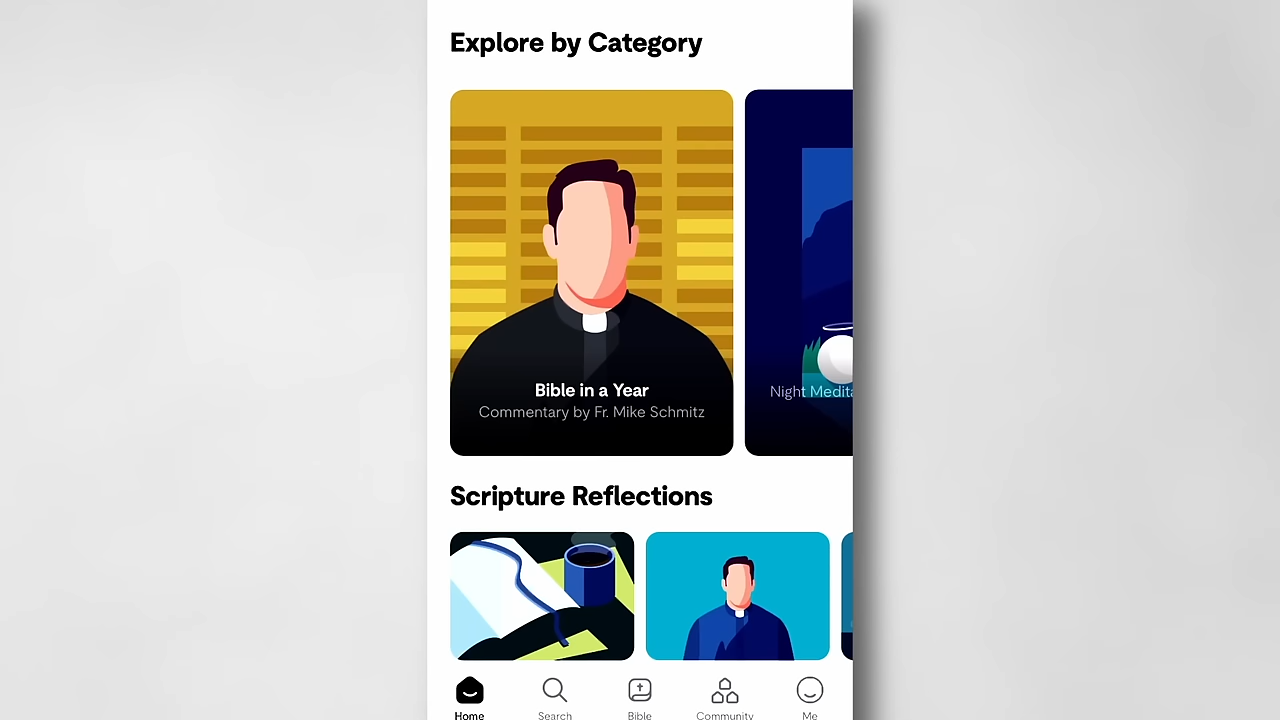 Explore by Category
Bible in a Year
Commentary by Fr. Mike Schmitz
Night
Scripture Reflections
Home
Search
Bible
Community
Me